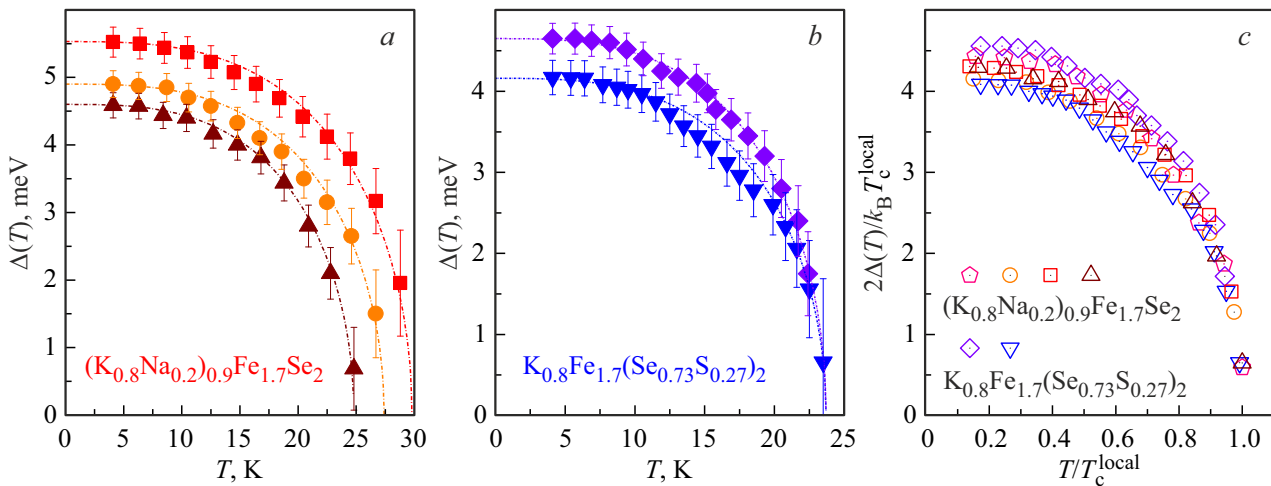 a
Δ(T), meV
5
4
3
2
1
0
0 5 10 15 20 25 30
T, K
(K0.8Na0.2)0.9Fe1.7Se2
b
Δ(T), meV
4
3
2
1
0
0 5 10 15 20 25
T, K
K0.8Fe1.7(Se0.73S0.27)2
c
2Δ(T)/kBTclocal
5
4
3
2
1
0
0 0.2 0.4 0.6 0.8 1.0
T/Tclocal
(K0.8Na0.2)0.9Fe1.7Se2
K0.8Fe1.7(Se0.73S0.27)2